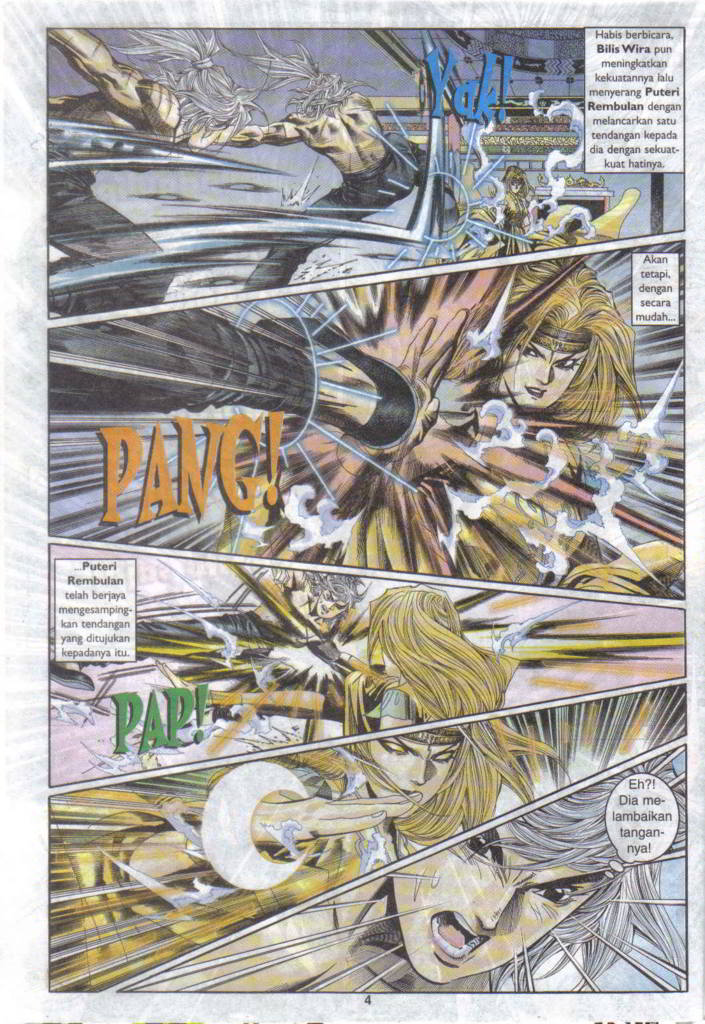 Habis berbicara,
Bilis Wira pun
meningkatkan
kekuatannya lalu
menyerang Puteri
Rembulan dengan
melancarkan satu
tendangan kepada
dia dengan sekuat-
kuat hatinya.
Yak!
Akan
tetapi,
dengan
secara
mudah...
PANG!
...Puteri
Rembulan
telah berjaya
mengesamping-
kan tendangan
yang ditujukan
kepadanya itu.
PAP!
Eh?!
Dia me-
lambaikan
tangan-
nya!
4